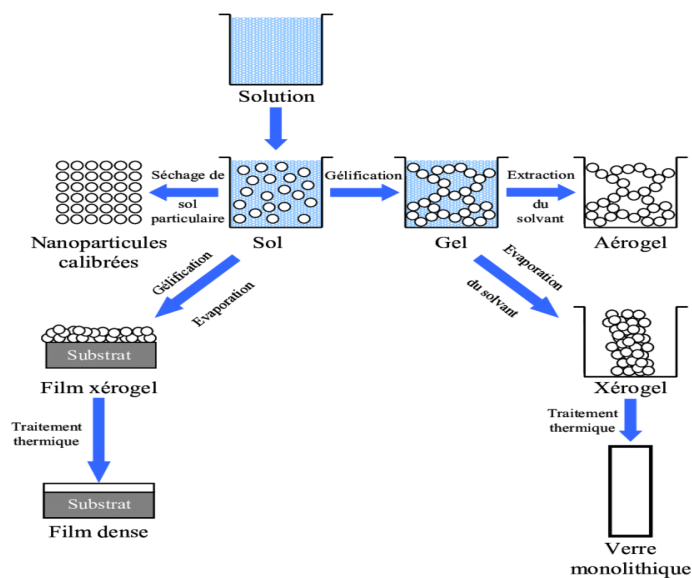 Solution
Séchage de
sol
particulaire
Gélification
Extraction
du
solvant
Nanoparticules
calibrées
Sol
Gel
Aérogel
Gélification
Evaporation
Evaporation
du solvant
Substrat
Film xérogel
Xérogel
Traitement
thermique
Traitement
thermique
Substrat
Film dense
Verre
monolithique